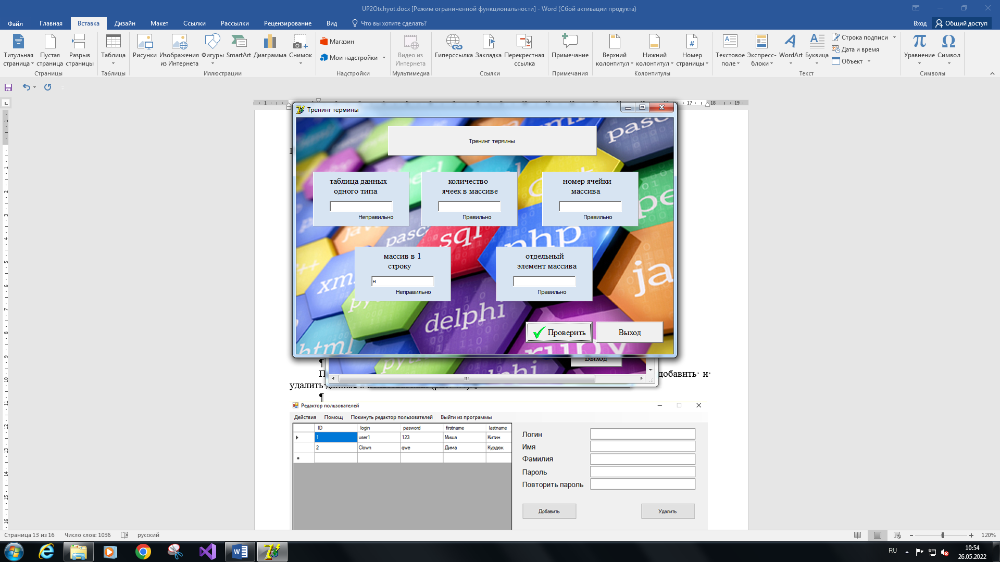 UP2Otchyot.docx [Режим ограниченной функциональности] - Word (Сбой активации продукта)
Файл Главная Вставка Дизайн Макет Ссылки Рассылки Рецензирование Вид Что вы хотите сделать? Вход Общий доступ
Титульная страница
Пустая страница
Разрыв страницы
Таблица
Рисунки
Изображения из Интернета
Фигуры
SmartArt
Диаграмма
Снимок
Магазин
Мои надстройки
Видео из Интернета
Гиперссылка
Закладка
Перекрестная ссылка
Примечание
Верхний колонтитул
Нижний колонтитул
Номер страницы
Текстовое поле
Экспресс-блоки
WordArt
Буквица
Строка подписи
Дата и время
Объект
Уравнение
Символ
Страницы Таблицы Иллюстрации Надстройки Мультимедиа Ссылки Примечания Колонтитулы Текст Символы
Тренинг термины
Тренинг термины
таблица данных
одного типа
Неправильно
количество
ячеек в массиве
Правильно
номер ячейки
массива
Правильно
массив в 1
строку
н
Неправильно
отдельный
элемент массива
Правильно
Проверить
Выход
pasc
sql
php
delphi
html
ruby
Выход
добавить и
удалить данные
Редактор пользователей
Действия Помощ Покинуть редактор пользователей Выйти из программы
ID login pasword firstname lastname
1 user1 123 Миша Китин
2 Clown qwe Дима Курдюк
Логин
Имя
Фамилия
Пароль
Повторить пароль
Добавить Удалить
Страница 13 из 16 Число слов: 1036 русский 120%
RU 10:54
26.05.2022